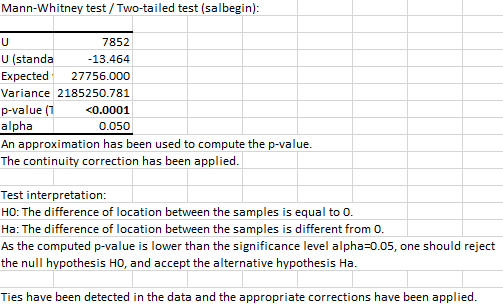 Mann-Whitney test / Two-tailed test (salbegin):
U 7852
U (standa -13.464
Expected 27756.000
Variance 2185250.781
p-value (T <0.0001
alpha 0.050
An approximation has been used to compute the p-value.
The continuity correction has been applied.
Test interpretation:
H0: The difference of location between the samples is equal to 0.
Ha: The difference of location between the samples is different from 0.
As the computed p-value is lower than the significance level alpha=0.05, one should reject
the null hypothesis H0, and accept the alternative hypothesis Ha.
Ties have been detected in the data and the appropriate corrections have been applied.